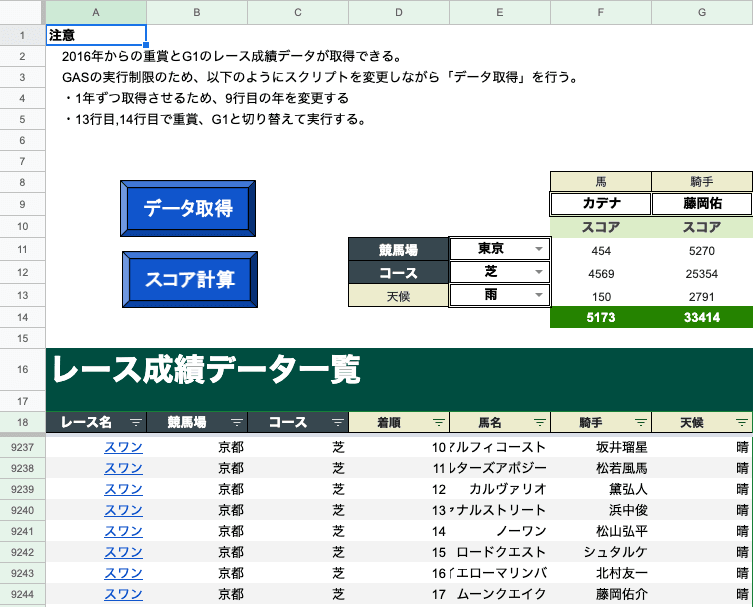 A B C D E F G
1 注意
2 2016年からの重賞とG1のレース成績データが取得できる。
3 GASの実行制限のため、以下のようにスクリプトを変更しながら「データ取得」を行う。
4 ・1年ずつ取得させるため、9行目の年を変更する
5 ・13行目,14行目で重賞、G1と切り替えて実行する。
6
7
8 馬 騎手
9 カデナ 藤岡佑
データ取得
10 スコア スコア
11 競馬場 東京 454 5270
12 コース 芝 4569 25354
スコア計算
13 天候 雨 150 2791
14 5173 33414
15
16 レース成績データ一覧
17
18 レース名 競馬場 コース 着順 馬名 騎手 天候
9237 スワン 京都 芝 10 アルフィコースト 坂井瑠星 晴
9238 スワン 京都 芝 11 レターズアポジー 松若風馬 晴
9239 スワン 京都 芝 12 カルヴァリオ 黛弘人 晴
9240 スワン 京都 芝 13 ナルストリート 浜中俊 晴
9241 スワン 京都 芝 14 ノーワン 松山弘平 晴
9242 スワン 京都 芝 15 ロードクエスト シュタルケ 晴
9243 スワン 京都 芝 16 イエローマリンバ 北村友一 晴
9244 スワン 京都 芝 17 ムーンクエイク 藤岡佑介 晴